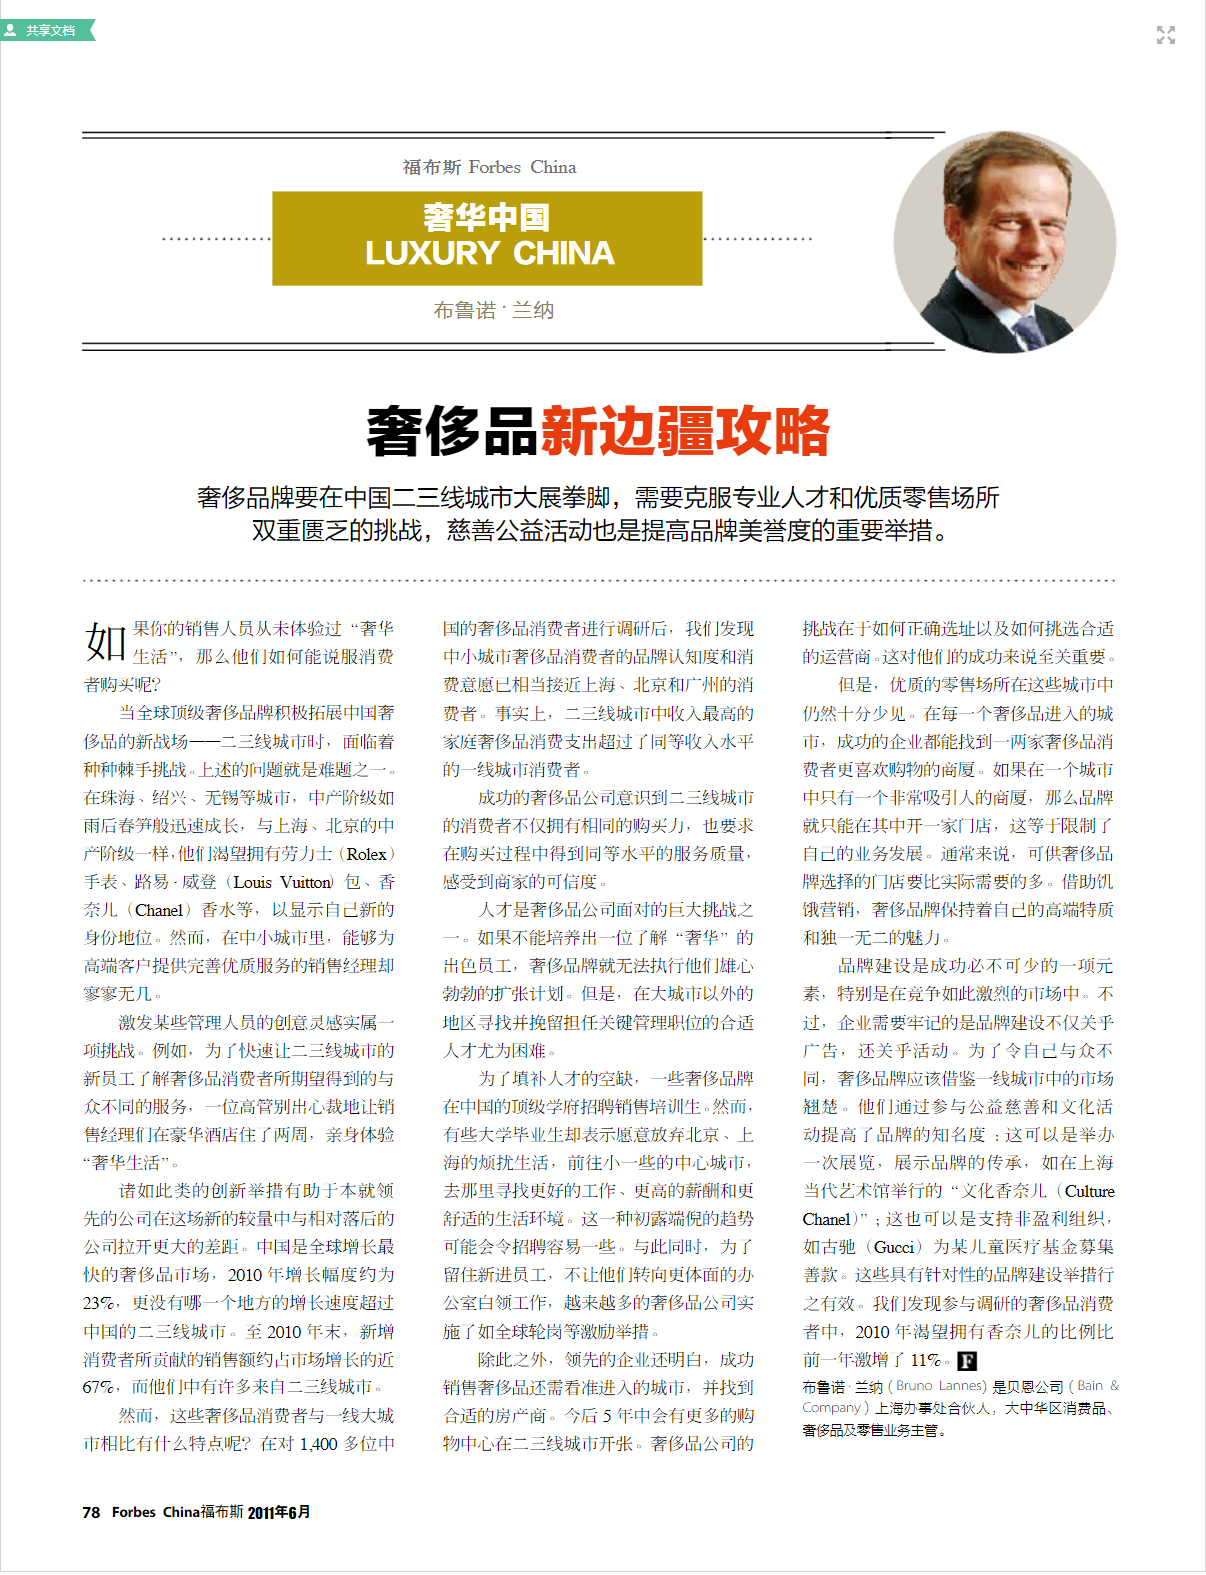 共享文档
福布斯 Forbes China
奢华中国
LUXURY CHINA
布鲁诺·兰纳
奢侈品新边疆攻略
奢侈品牌要在中国二三线城市大展拳脚，需要克服专业人才和优质零售场所
双重匮乏的挑战，慈善公益活动也是提高品牌美誉度的重要举措。
如果你的销售人员从未体验过“奢华
生活”，那么他们如何能说服消费
者购买呢？
当全球顶级奢侈品牌积极拓展中国奢
侈品的新战场——二三线城市时，面临着
种种棘手挑战。上述的问题就是难题之一。
在珠海、绍兴、无锡等城市，中产阶级如
雨后春笋般迅速成长，与上海、北京的中
产阶级一样，他们渴望拥有劳力士（Rolex）
手表、路易·威登（Louis Vuitton）包、香
奈儿（Chanel）香水等，以显示自己新的
身份地位。然而，在中小城市里，能够为
高端客户提供完善优质服务的销售经理却
寥寥无几。
激发某些管理人员的创意灵感实属一
项挑战。例如，为了快速让二三线城市的
新员工了解奢侈品消费者所期望得到的与
众不同的服务，一位高管别出心裁地让销
售经理们在豪华酒店住了两周，亲身体验
“奢华生活”。
诸如此类的创新举措有助于本就领
先的公司在这场新的较量中与相对落后的
公司拉开更大的差距。中国是全球增长最
快的奢侈品市场，2010 年增长幅度约为
23%，更没有哪一个地方的增长速度超过
中国的二三线城市。至 2010 年末，新增
消费者所贡献的销售额约占市场增长的近
67%，而他们中有许多来自二三线城市。
然而，这些奢侈品消费者与一线大城
市相比有什么特点呢？在对 1,400 多位中
国的奢侈品消费者进行调研后，我们发现
中小城市奢侈品消费者的品牌认知度和消
费意愿已相当接近上海、北京和广州的消
费者。事实上，二三线城市中收入最高的
家庭奢侈品消费支出超过了同等收入水平
的一线城市消费者。
成功的奢侈品公司意识到二三线城市
的消费者不仅拥有相同的购买力，也要求
在购买过程中得到同等水平的服务质量，
感受到商家的可信度。
人才是奢侈品公司面对的巨大挑战之
一。如果不能培养出一位了解“奢华”的
出色员工，奢侈品牌就无法执行他们雄心
勃勃的扩张计划。但是，在大城市以外的
地区寻找并挽留担任关键管理职位的合适
人才尤为困难。
为了填补人才的空缺，一些奢侈品牌
在中国的顶级学府招聘销售培训生。然而，
有些大学毕业生却表示愿意放弃北京、上
海的烦扰生活，前往小一些的中心城市，
去那里寻找更好的工作、更高的薪酬和更
舒适的生活环境。这一种初露端倪的趋势
可能会令招聘容易一些。与此同时，为了
留住新进员工，不让他们转向更体面的办
公室白领工作，越来越多的奢侈品公司实
施了如全球轮岗等激励举措。
除此之外，领先的企业还明白，成功
销售奢侈品还需看准进入的城市，并找到
合适的房产商。今后 5 年中会有更多的购
物中心在二三线城市开张。奢侈品公司的
挑战在于如何正确选址以及如何挑选合适
的运营商。这对他们的成功来说至关重要。
但是，优质的零售场所在这些城市中
仍然十分少见。在每一个奢侈品进入的城
市，成功的企业都能找到一两家奢侈品消
费者更喜欢购物的商厦。如果在一个城市
中只有一个非常吸引人的商厦，那么品牌
就只能在其中开一家门店，这等于限制了
自己的业务发展。通常来说，可供奢侈品
牌选择的门店要比实际需要的多。借助饥
饿营销，奢侈品牌保持着自己的高端特质
和独一无二的魅力。
品牌建设是成功必不可少的一项元
素，特别是在竞争如此激烈的市场中。不
过，企业需要牢记的是品牌建设不仅关乎
广告，还关乎活动。为了令自己与众不
同，奢侈品牌应该借鉴一线城市中的市场
翘楚。他们通过参与公益慈善和文化活
动提高了品牌的知名度：这可以是举办
一次展览，展示品牌的传承，如在上海
当代艺术馆举行的“文化香奈儿（Culture
Chanel）”；这也可以是支持非盈利组织，
如古驰（Gucci）为某儿童医疗基金募集
善款。这些具有针对性的品牌建设举措行
之有效。我们发现参与调研的奢侈品消费
者中，2010 年渴望拥有香奈儿的比例比
前一年激增了 11%。F
布鲁诺·兰纳（Bruno Lannes）是贝恩公司（Bain &
Company）上海办事处合伙人，大中华区消费品、
奢侈品及零售业务主管。
78 Forbes China福布斯 2011年6月